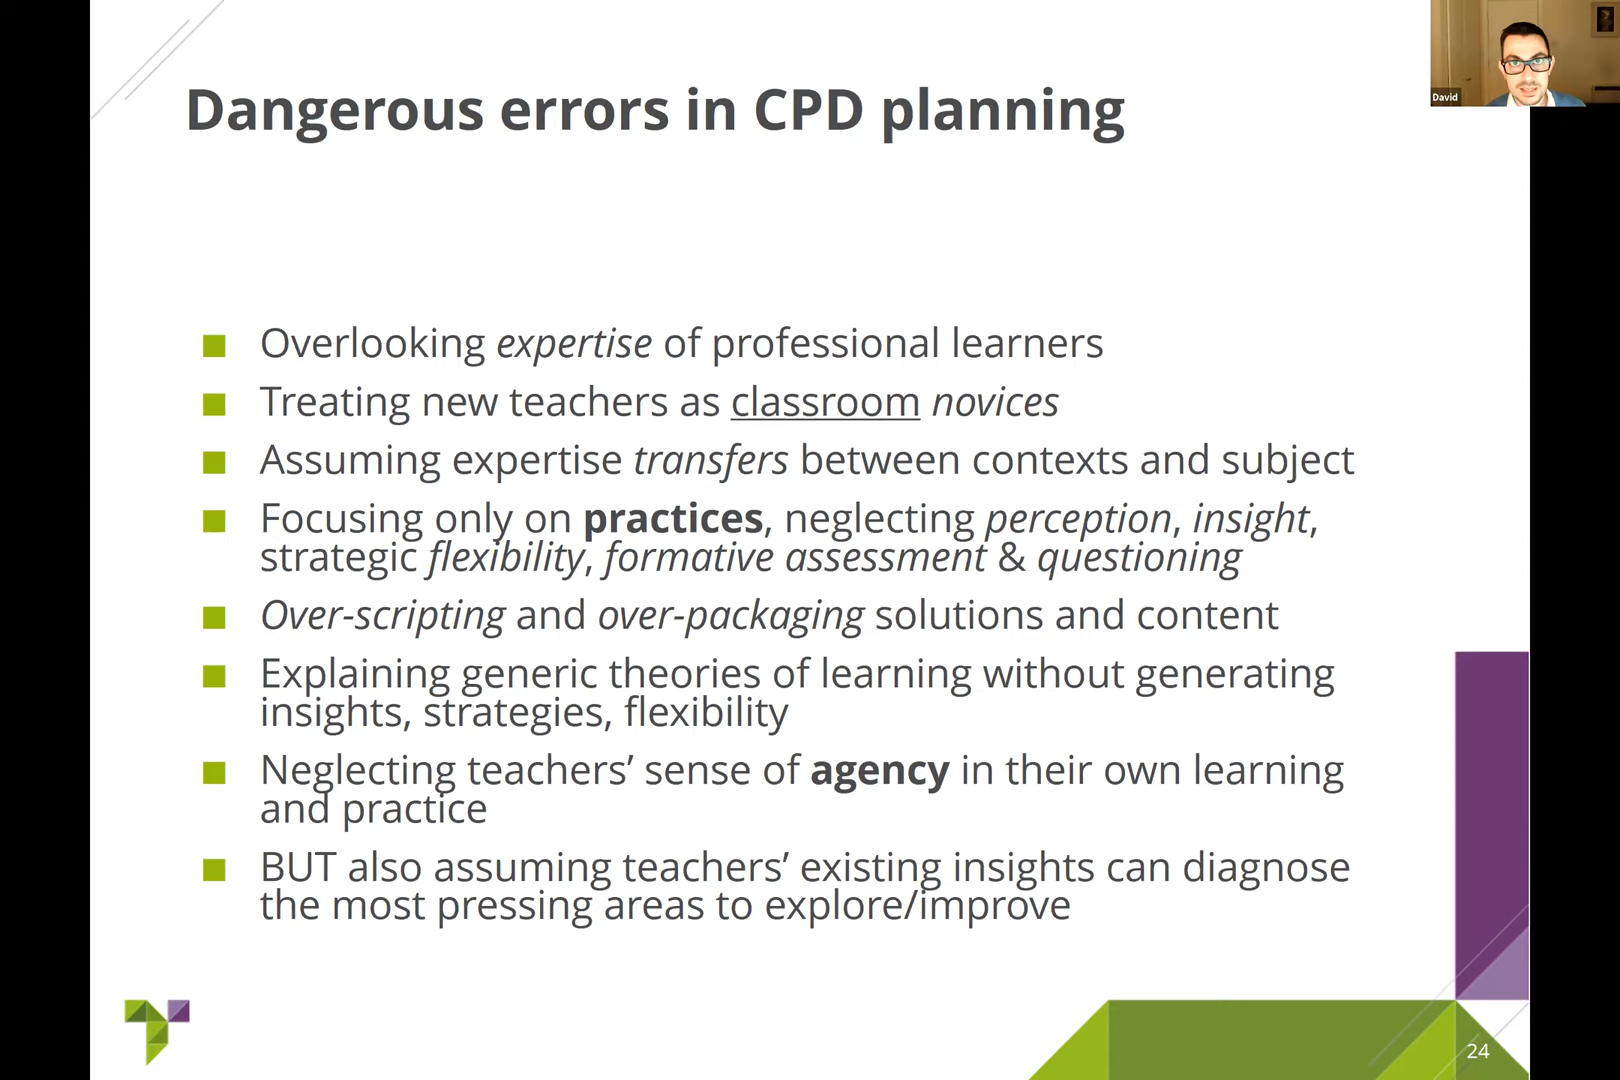 David
Dangerous errors in CPD planning
Overlooking expertise of professional learners
Treating new teachers as classroom novices
Assuming expertise transfers between contexts and subject
Focusing only on practices, neglecting perception, insight,
strategic flexibility, formative assessment & questioning
Over-scripting and over-packaging solutions and content
Explaining generic theories of learning without generating
insights, strategies, flexibility
Neglecting teachers’ sense of agency in their own learning
and practice
BUT also assuming teachers’ existing insights can diagnose
the most pressing areas to explore/improve
24